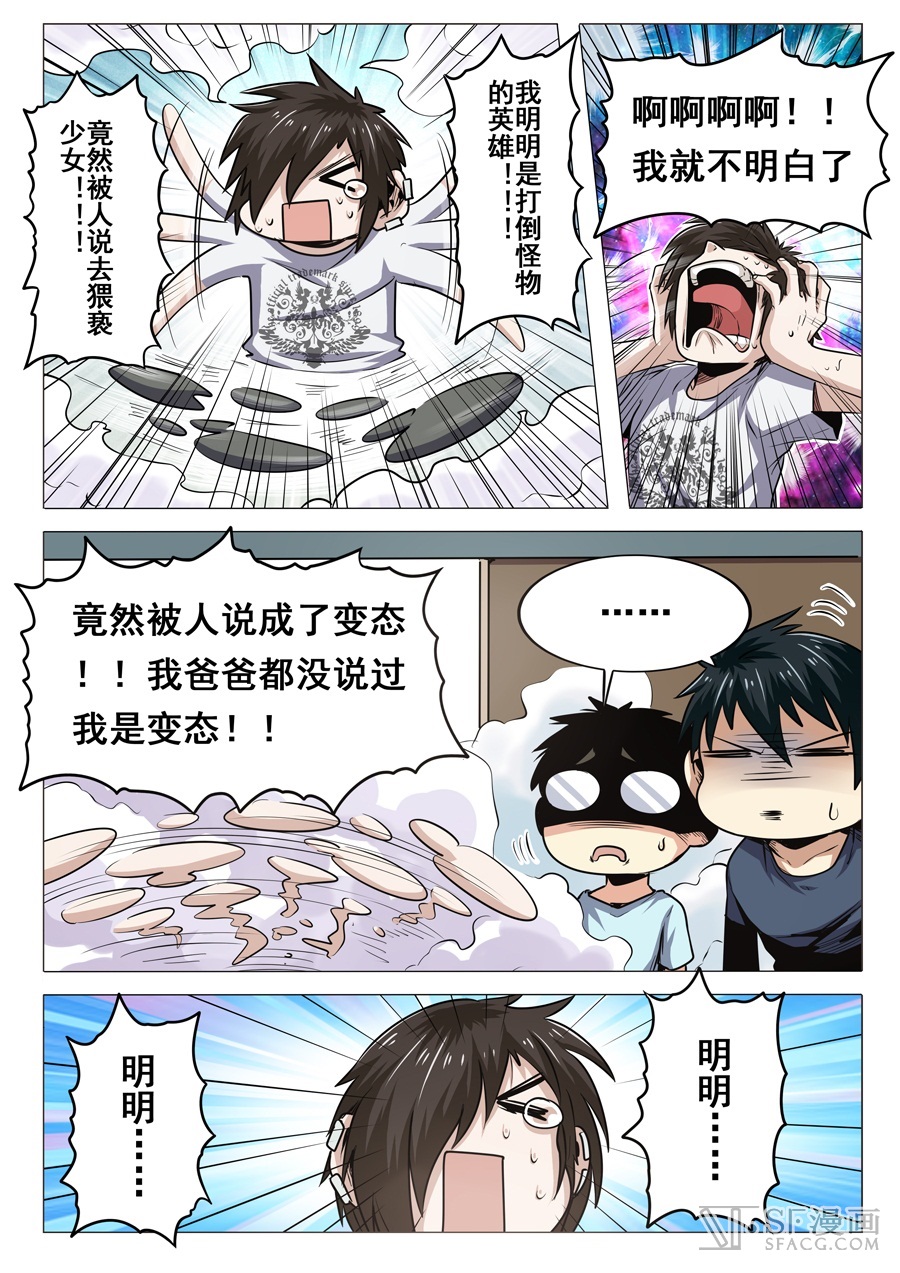 啊啊啊啊！！
我就不明白了
我明明是打倒怪物
的英雄！！！！
竟然被人说去猥亵
少女！！！！
trademark
trademark
竟然被人说成了变态
！！我爸爸都没说过
我是变态！！
……
明明……
明明……
SF漫画
SFACG.COM